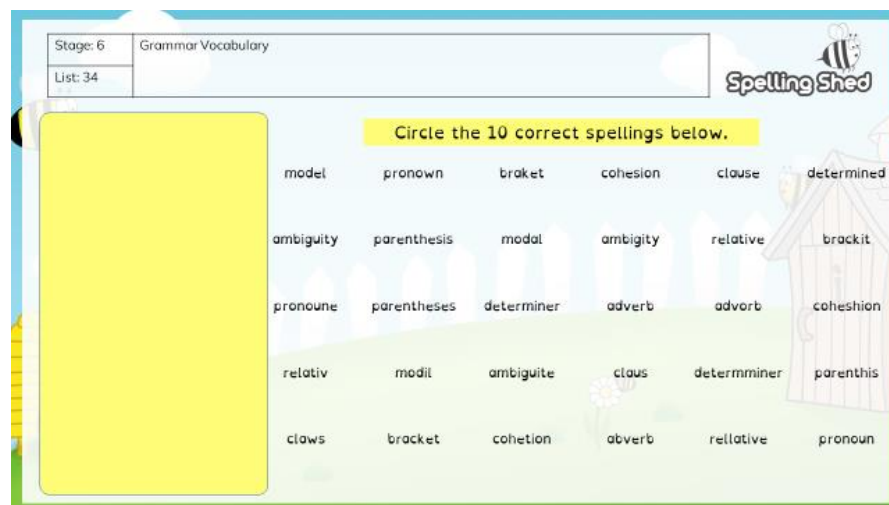 Stage: 6 Grammar Vocabulary
List: 34
Spelling Shed
Circle the 10 correct spellings below.
model pronown braket cohesion clause determined
ambiguity parenthesis modal ambigity relative brackit
pronoune parentheses determiner adverb advorb coheshion
relativ modil ambiguite claus determminer parenthis
claws bracket cohetion abverb rellative pronoun